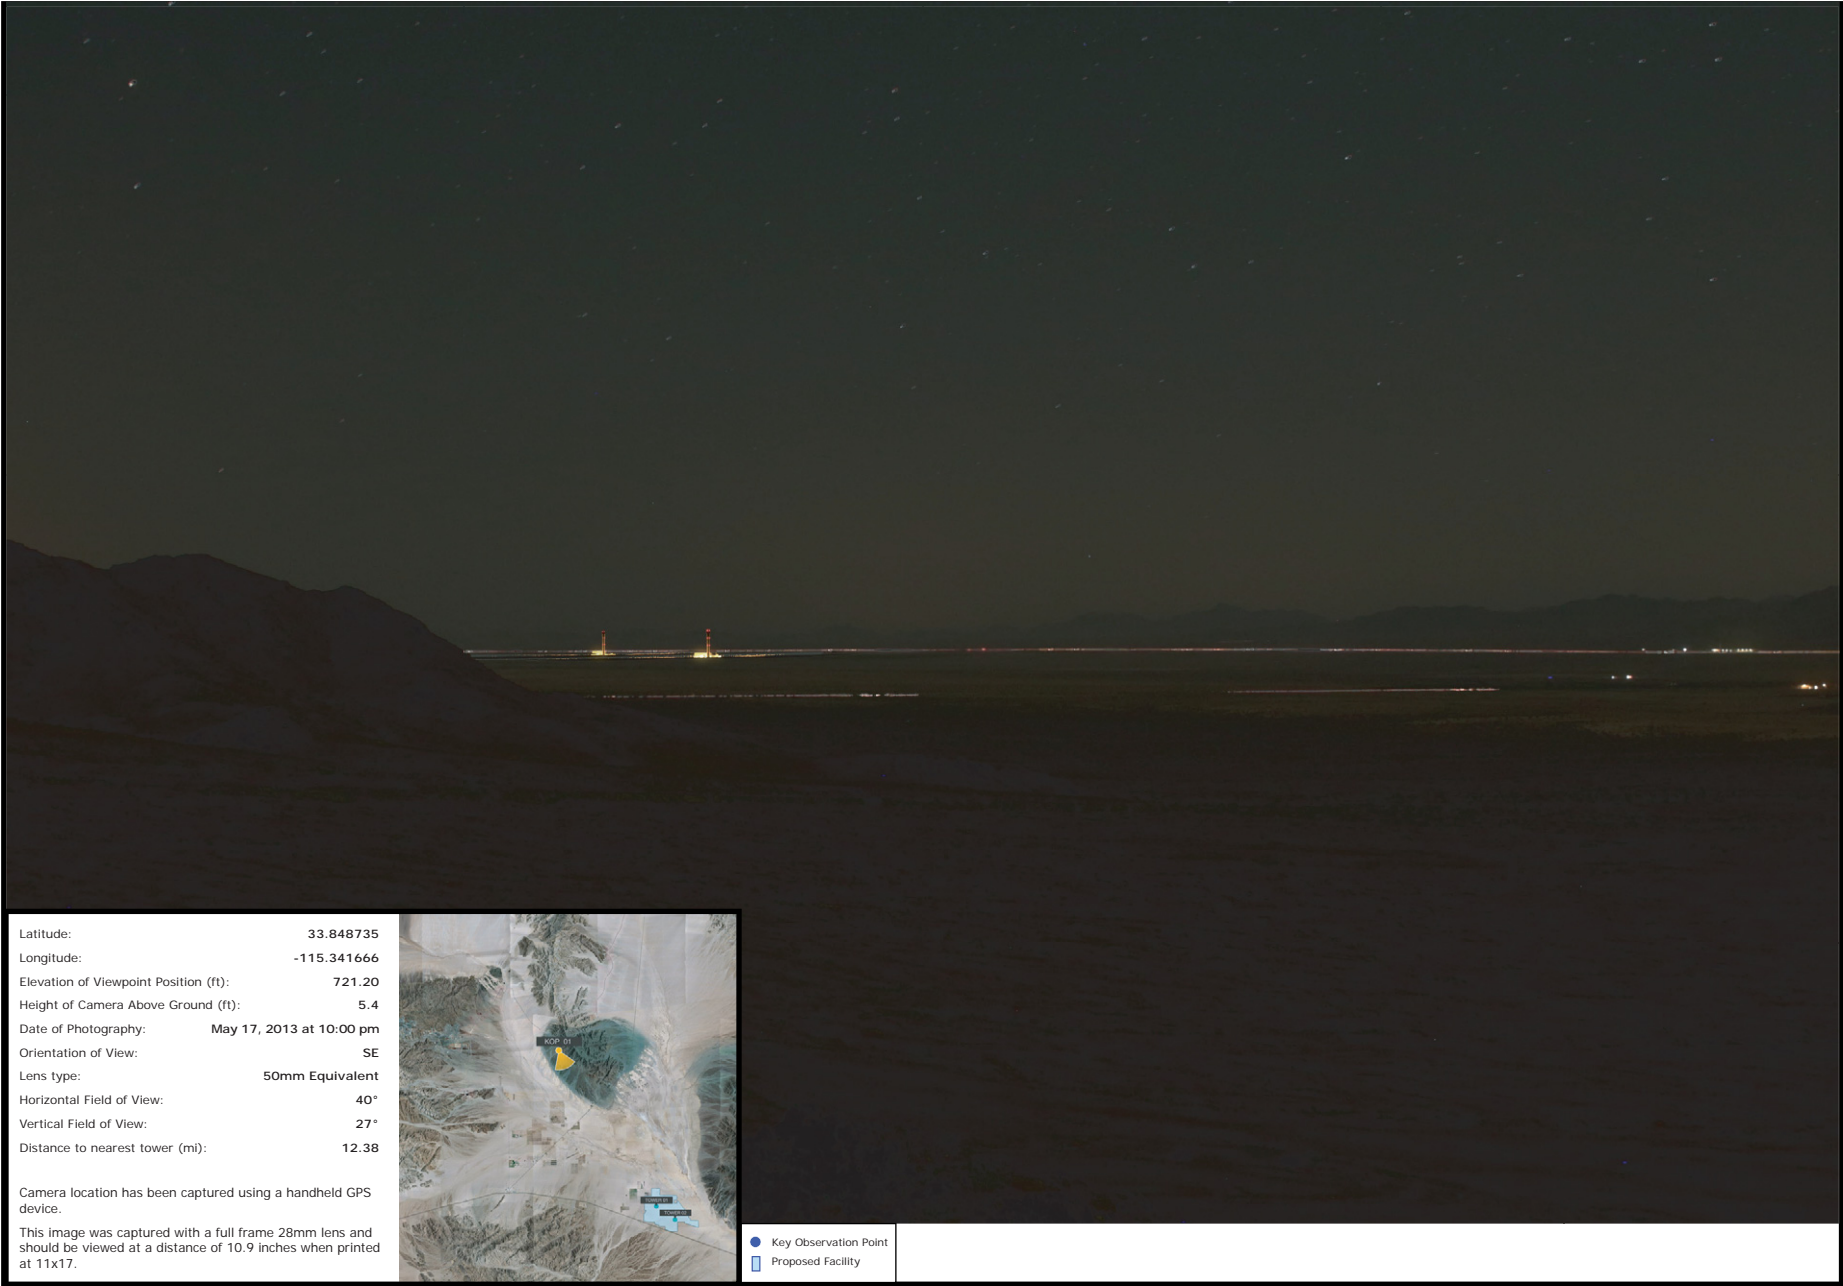 Latitude: 33.848735
Longitude: -115.341666
Elevation of Viewpoint Position (ft): 721.20
Height of Camera Above Ground (ft): 5.4
Date of Photography: May 17, 2013 at 10:00 pm
Orientation of View: SE
Lens type: 50mm Equivalent
Horizontal Field of View: 40°
Vertical Field of View: 27°
Distance to nearest tower (mi): 12.38
Camera location has been captured using a handheld GPS
device.
This image was captured with a full frame 28mm lens and
should be viewed at a distance of 10.9 inches when printed
at 11x17.
KOP 01
TOWER 01
TOWER 02
Key Observation Point
Proposed Facility